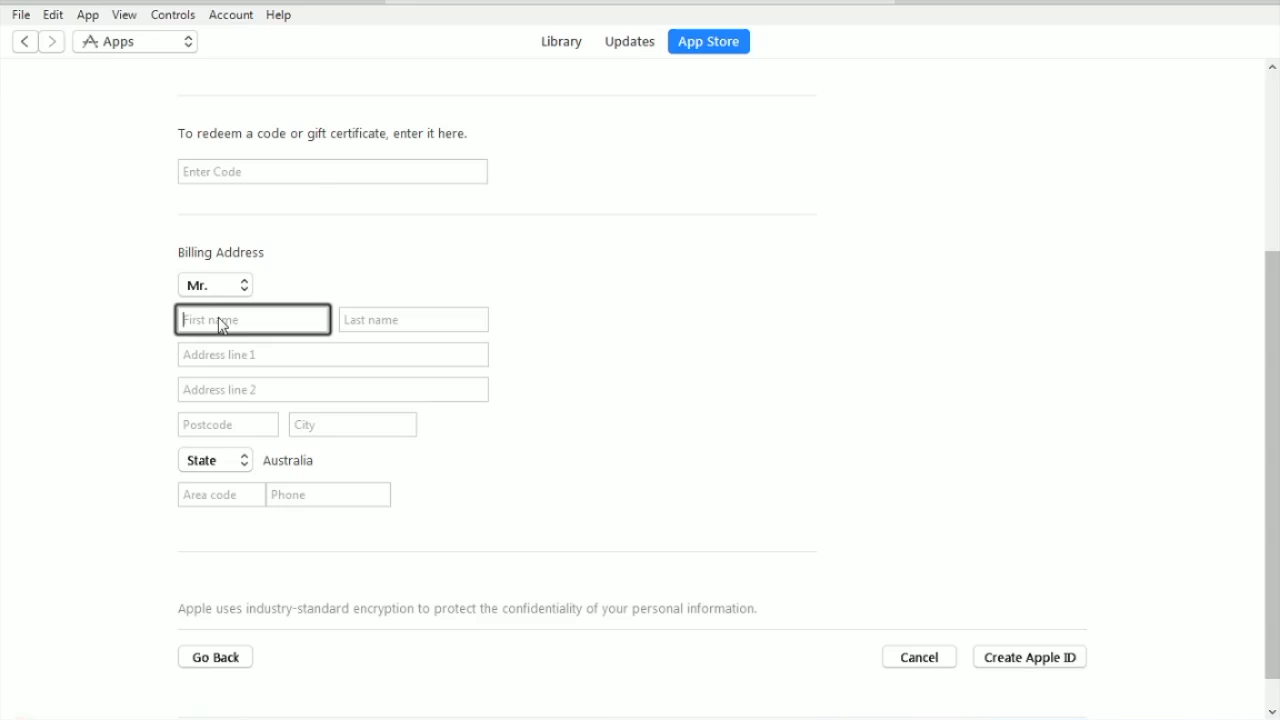 File Edit App View Controls Account Help
Apps Library Updates App Store
To redeem a code or gift certificate, enter it here.
Enter Code
Billing Address
Mr.
First name Last name
Address line 1
Address line 2
Postcode City
State Australia
Area code Phone
Apple uses industry-standard encryption to protect the confidentiality of your personal information.
Go Back Cancel Create Apple ID